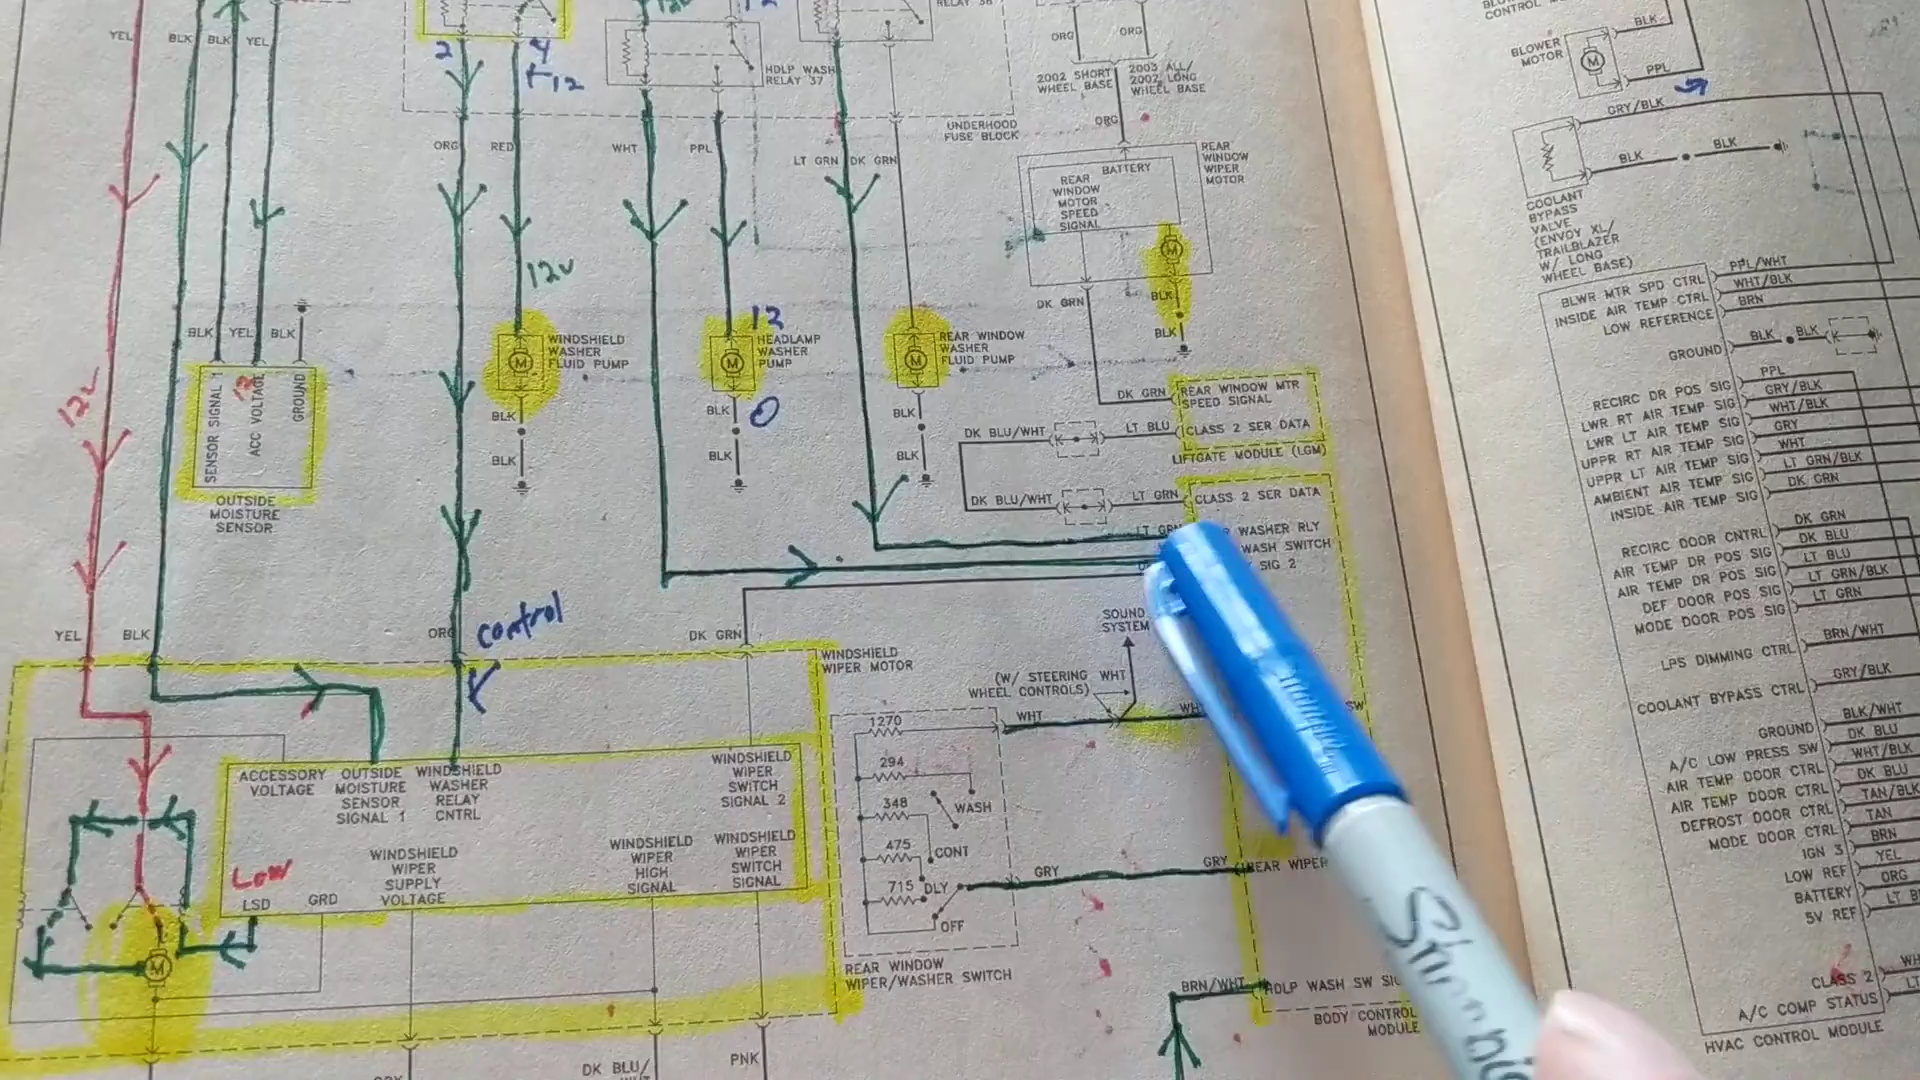 YEL
BLK
BLK
YEL
2
4
+12
HDLP WASH
RELAY 37
RELAY 38
ORG
ORG
2002 SHORT
WHEEL BASE
2003 ALL/
2002 LONG
WHEEL BASE
ORG
UNDERHOOD
FUSE BLOCK
ORG
RED
WHT
PPL
LT GRN
DK GRN
BATTERY
REAR
WINDOW
MOTOR
SPEED
SIGNAL
REAR
WINDOW
WIPER
MOTOR
M
BLK
BLK
DK GRN
12v
12
12
BLK
YEL
BLK
SENSOR SIGNAL 1
ACC VOLTAGE
GROUND
OUTSIDE
MOISTURE
SENSOR
M
WINDSHIELD
WASHER
FLUID PUMP
BLK
BLK
M
HEADLAMP
WASHER
PUMP
BLK
0
BLK
M
REAR WINDOW
WASHER
FLUID PUMP
BLK
BLK
DK GRN
REAR WINDOW MTR
SPEED SIGNAL
DK BLU/WHT
LT BLU
CLASS 2 SER DATA
LIFTGATE MODULE (LGM)
DK BLU/WHT
LT GRN
CLASS 2 SER DATA
LT GRN
WASHER RLY
WASH SWITCH
SIG 2
YEL
BLK
ORG
control
DK GRN
WINDSHIELD
WIPER MOTOR
SOUND
SYSTEM
(W/ STEERING
WHEEL CONTROLS)
WHT
WHT
SW
ACCESSORY
VOLTAGE
OUTSIDE
MOISTURE
SENSOR
SIGNAL 1
WINDSHIELD
WASHER
RELAY
CNTRL
WINDSHIELD
WIPER
SWITCH
SIGNAL 2
Low
LSD
GRD
WINDSHIELD
WIPER
SUPPLY
VOLTAGE
WINDSHIELD
WIPER
HIGH
SIGNAL
WINDSHIELD
WIPER
SWITCH
SIGNAL
M
1270
294
348
475
715
WASH
CONT
DLY
OFF
GRY
GRY
REAR WIPER
REAR WINDOW
WIPER/WASHER SWITCH
BRN/WHT
HDLP WASH SW SIG
BODY CONTROL
MODULE
DK BLU/
WHT
PNK
BLOWER
MOTOR
M
BLK
PPL
GRY/BLK
BLK
BLK
COOLANT
BYPASS
VALVE
(ENVOY XL/
TRAILBLAZER
W/ LONG
WHEEL BASE)
BLWR MTR SPD CTRL
PPL/WHT
INSIDE AIR TEMP CTRL
WHT/BLK
LOW REFERENCE
BRN
GROUND
BLK
BLK
RECIRC DR POS SIG
PPL
LWR RT AIR TEMP SIG
GRY/BLK
LWR LT AIR TEMP SIG
WHT/BLK
UPPR RT AIR TEMP SIG
GRY
UPPR LT AIR TEMP SIG
WHT
AMBIENT AIR TEMP SIG
LT GRN/BLK
INSIDE AIR TEMP SIG
DK GRN
RECIRC DOOR CNTRL
DK GRN
AIR TEMP DR POS SIG
DK BLU
AIR TEMP DR POS SIG
LT BLU
DEF DOOR POS SIG
LT GRN/BLK
MODE DOOR POS SIG
LT GRN
LPS DIMMING CTRL
BRN/WHT
COOLANT BYPASS CTRL
GRY/BLK
GROUND
BLK/WHT
A/C LOW PRESS SW
DK BLU
AIR TEMP DOOR CTRL
WHT/BLK
AIR TEMP DOOR CTRL
DK BLU
DEFROST DOOR CTRL
TAN/BLK
MODE DOOR CTRL
TAN
IGN 3
BRN
LOW REF
YEL
BATTERY
ORG
5V REF
CLASS 2
A/C COMP STATUS
HVAC CONTROL MODULE